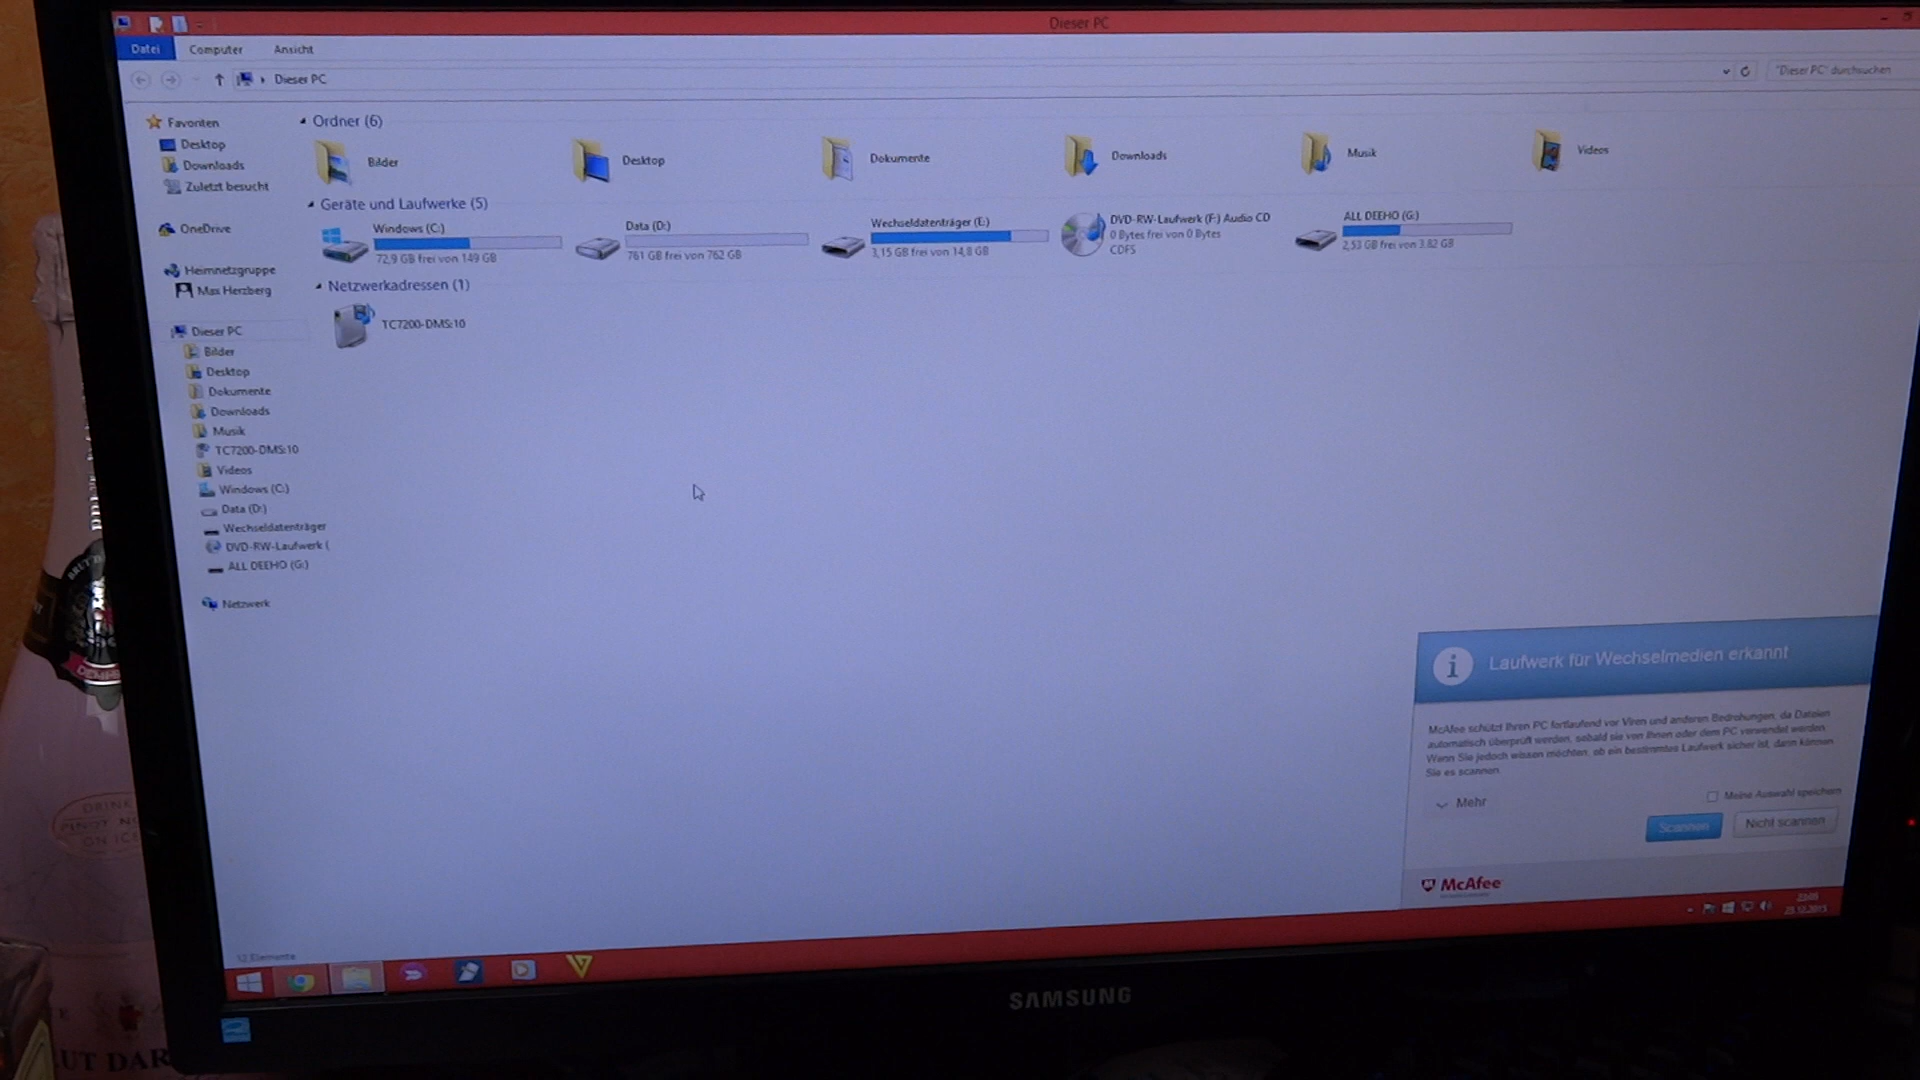 Dieser PC
Datei
Computer
Ansicht
Dieser PC
"Dieser PC" durchsuchen
Favoriten
Desktop
Downloads
Zuletzt besucht
OneDrive
Heimnetzgruppe
Max Herzberg
Dieser PC
Bilder
Desktop
Dokumente
Downloads
Musik
TC7200-DMS:10
Videos
Windows (C:)
Data (D:)
Wechseldatenträger
DVD-RW-Laufwerk (
ALL DEEHO (G:)
Netzwerk
Ordner (6)
Bilder
Desktop
Dokumente
Downloads
Musik
Videos
Geräte und Laufwerke (5)
Windows (C:)
72,9 GB frei von 149 GB
Data (D:)
761 GB frei von 762 GB
Wechseldatenträger (E:)
3,15 GB frei von 14,8 GB
DVD-RW-Laufwerk (F:) Audio CD
0 Bytes frei von 0 Bytes
CDFS
ALL DEEHO (G:)
2,53 GB frei von 3,82 GB
Netzwerkadressen (1)
TC7200-DMS:10
Laufwerk für Wechselmedien erkannt
McAfee schützt Ihren PC fortlaufend vor Viren und anderen Bedrohungen, da Dateien
automatisch überprüft werden, sobald sie von Ihnen oder dem PC verwendet werden.
Wenn Sie jedoch wissen möchten, ob ein bestimmtes Laufwerk sicher ist, dann können
Sie es scannen.
Mehr
Meine Auswahl speichern
Scannen
Nicht scannen
McAfee
12 Elemente
23:05
SAMSUNG
BRUT
DRINK
ON ICE